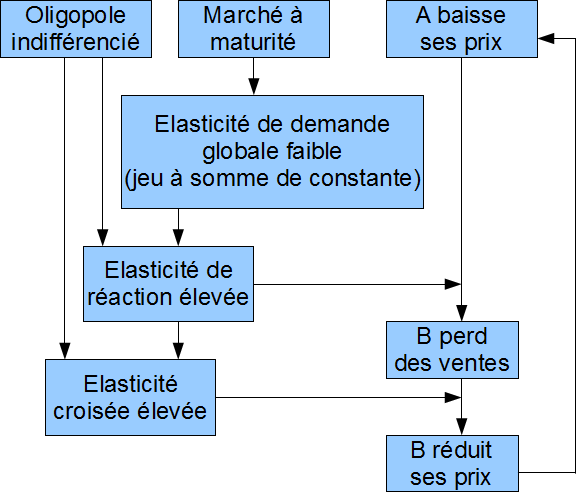 Oligopole
indifférencié
Marché à
maturité
A baisse
ses prix
Elasticité de demande
globale faible
(jeu à somme de constante)
Elasticité de
réaction élevée
B perd
des ventes
Elasticité
croisée élevée
B réduit
ses prix